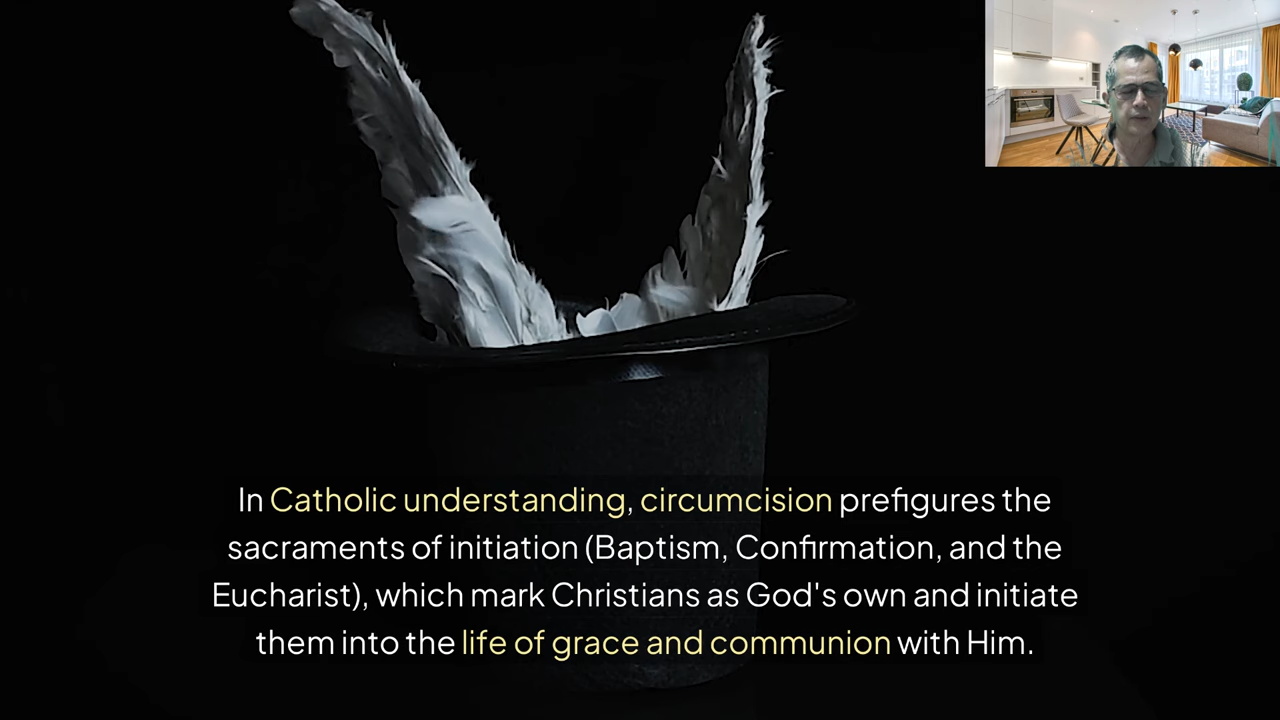 In Catholic understanding, circumcision prefigures the
sacraments of initiation (Baptism, Confirmation, and the
Eucharist), which mark Christians as God's own and initiate
them into the life of grace and communion with Him.